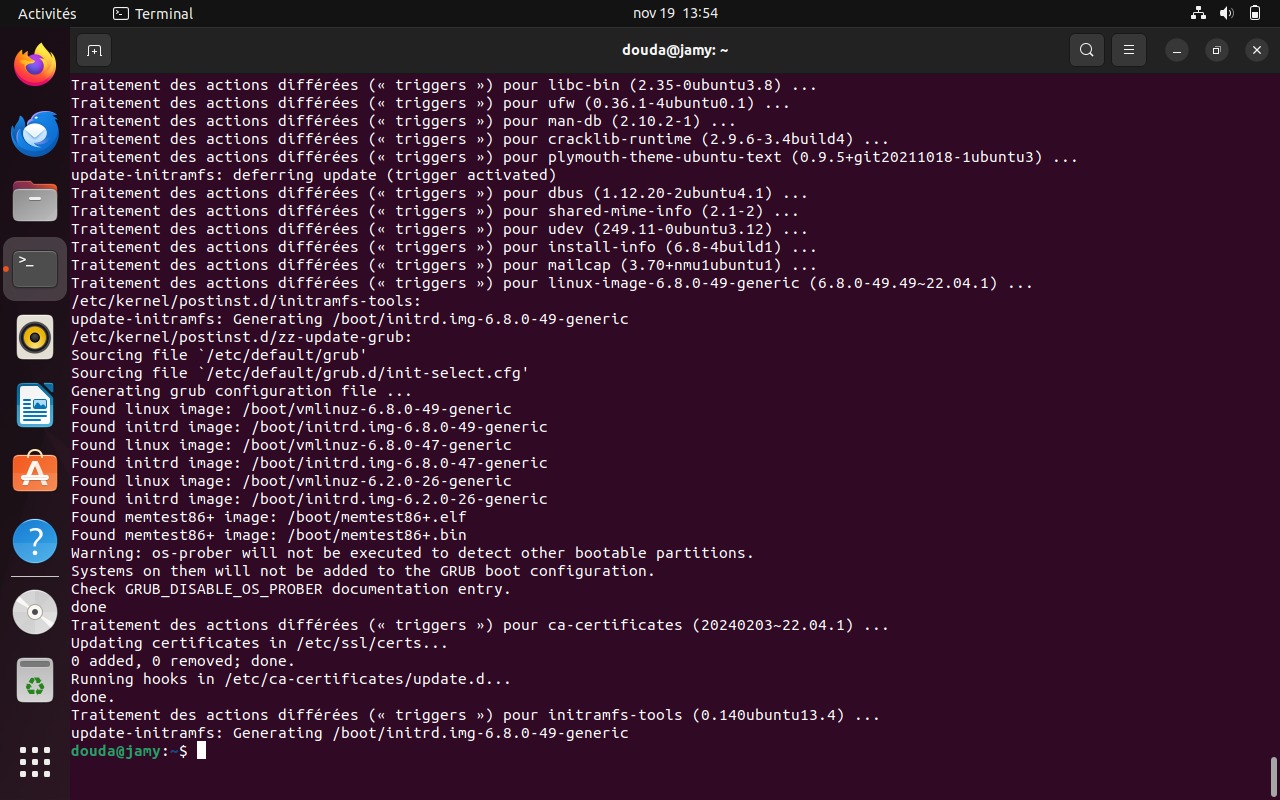 Activités
Terminal
nov 19 13:54
douda@jamy: ~
Traitement des actions différées (« triggers ») pour libc-bin (2.35-0ubuntu3.8) ...
Traitement des actions différées (« triggers ») pour ufw (0.36.1-4ubuntu0.1) ...
Traitement des actions différées (« triggers ») pour man-db (2.10.2-1) ...
Traitement des actions différées (« triggers ») pour cracklib-runtime (2.9.6-3.4build4) ...
Traitement des actions différées (« triggers ») pour plymouth-theme-ubuntu-text (0.9.5+git20211018-1ubuntu3) ...
update-initramfs: deferring update (trigger activated)
Traitement des actions différées (« triggers ») pour dbus (1.12.20-2ubuntu4.1) ...
Traitement des actions différées (« triggers ») pour shared-mime-info (2.1-2) ...
Traitement des actions différées (« triggers ») pour udev (249.11-0ubuntu3.12) ...
Traitement des actions différées (« triggers ») pour install-info (6.8-4build1) ...
Traitement des actions différées (« triggers ») pour mailcap (3.70+nmu1ubuntu1) ...
Traitement des actions différées (« triggers ») pour linux-image-6.8.0-49-generic (6.8.0-49.49~22.04.1) ...
/etc/kernel/postinst.d/initramfs-tools:
update-initramfs: Generating /boot/initrd.img-6.8.0-49-generic
/etc/kernel/postinst.d/zz-update-grub:
Sourcing file `/etc/default/grub'
Sourcing file `/etc/default/grub.d/init-select.cfg'
Generating grub configuration file ...
Found linux image: /boot/vmlinuz-6.8.0-49-generic
Found initrd image: /boot/initrd.img-6.8.0-49-generic
Found linux image: /boot/vmlinuz-6.8.0-47-generic
Found initrd image: /boot/initrd.img-6.8.0-47-generic
Found linux image: /boot/vmlinuz-6.2.0-26-generic
Found initrd image: /boot/initrd.img-6.2.0-26-generic
Found memtest86+ image: /boot/memtest86+.elf
Found memtest86+ image: /boot/memtest86+.bin
Warning: os-prober will not be executed to detect other bootable partitions.
Systems on them will not be added to the GRUB boot configuration.
Check GRUB_DISABLE_OS_PROBER documentation entry.
done
Traitement des actions différées (« triggers ») pour ca-certificates (20240203~22.04.1) ...
Updating certificates in /etc/ssl/certs...
0 added, 0 removed; done.
Running hooks in /etc/ca-certificates/update.d...
done.
Traitement des actions différées (« triggers ») pour initramfs-tools (0.140ubuntu13.4) ...
update-initramfs: Generating /boot/initrd.img-6.8.0-49-generic
douda@jamy:~$